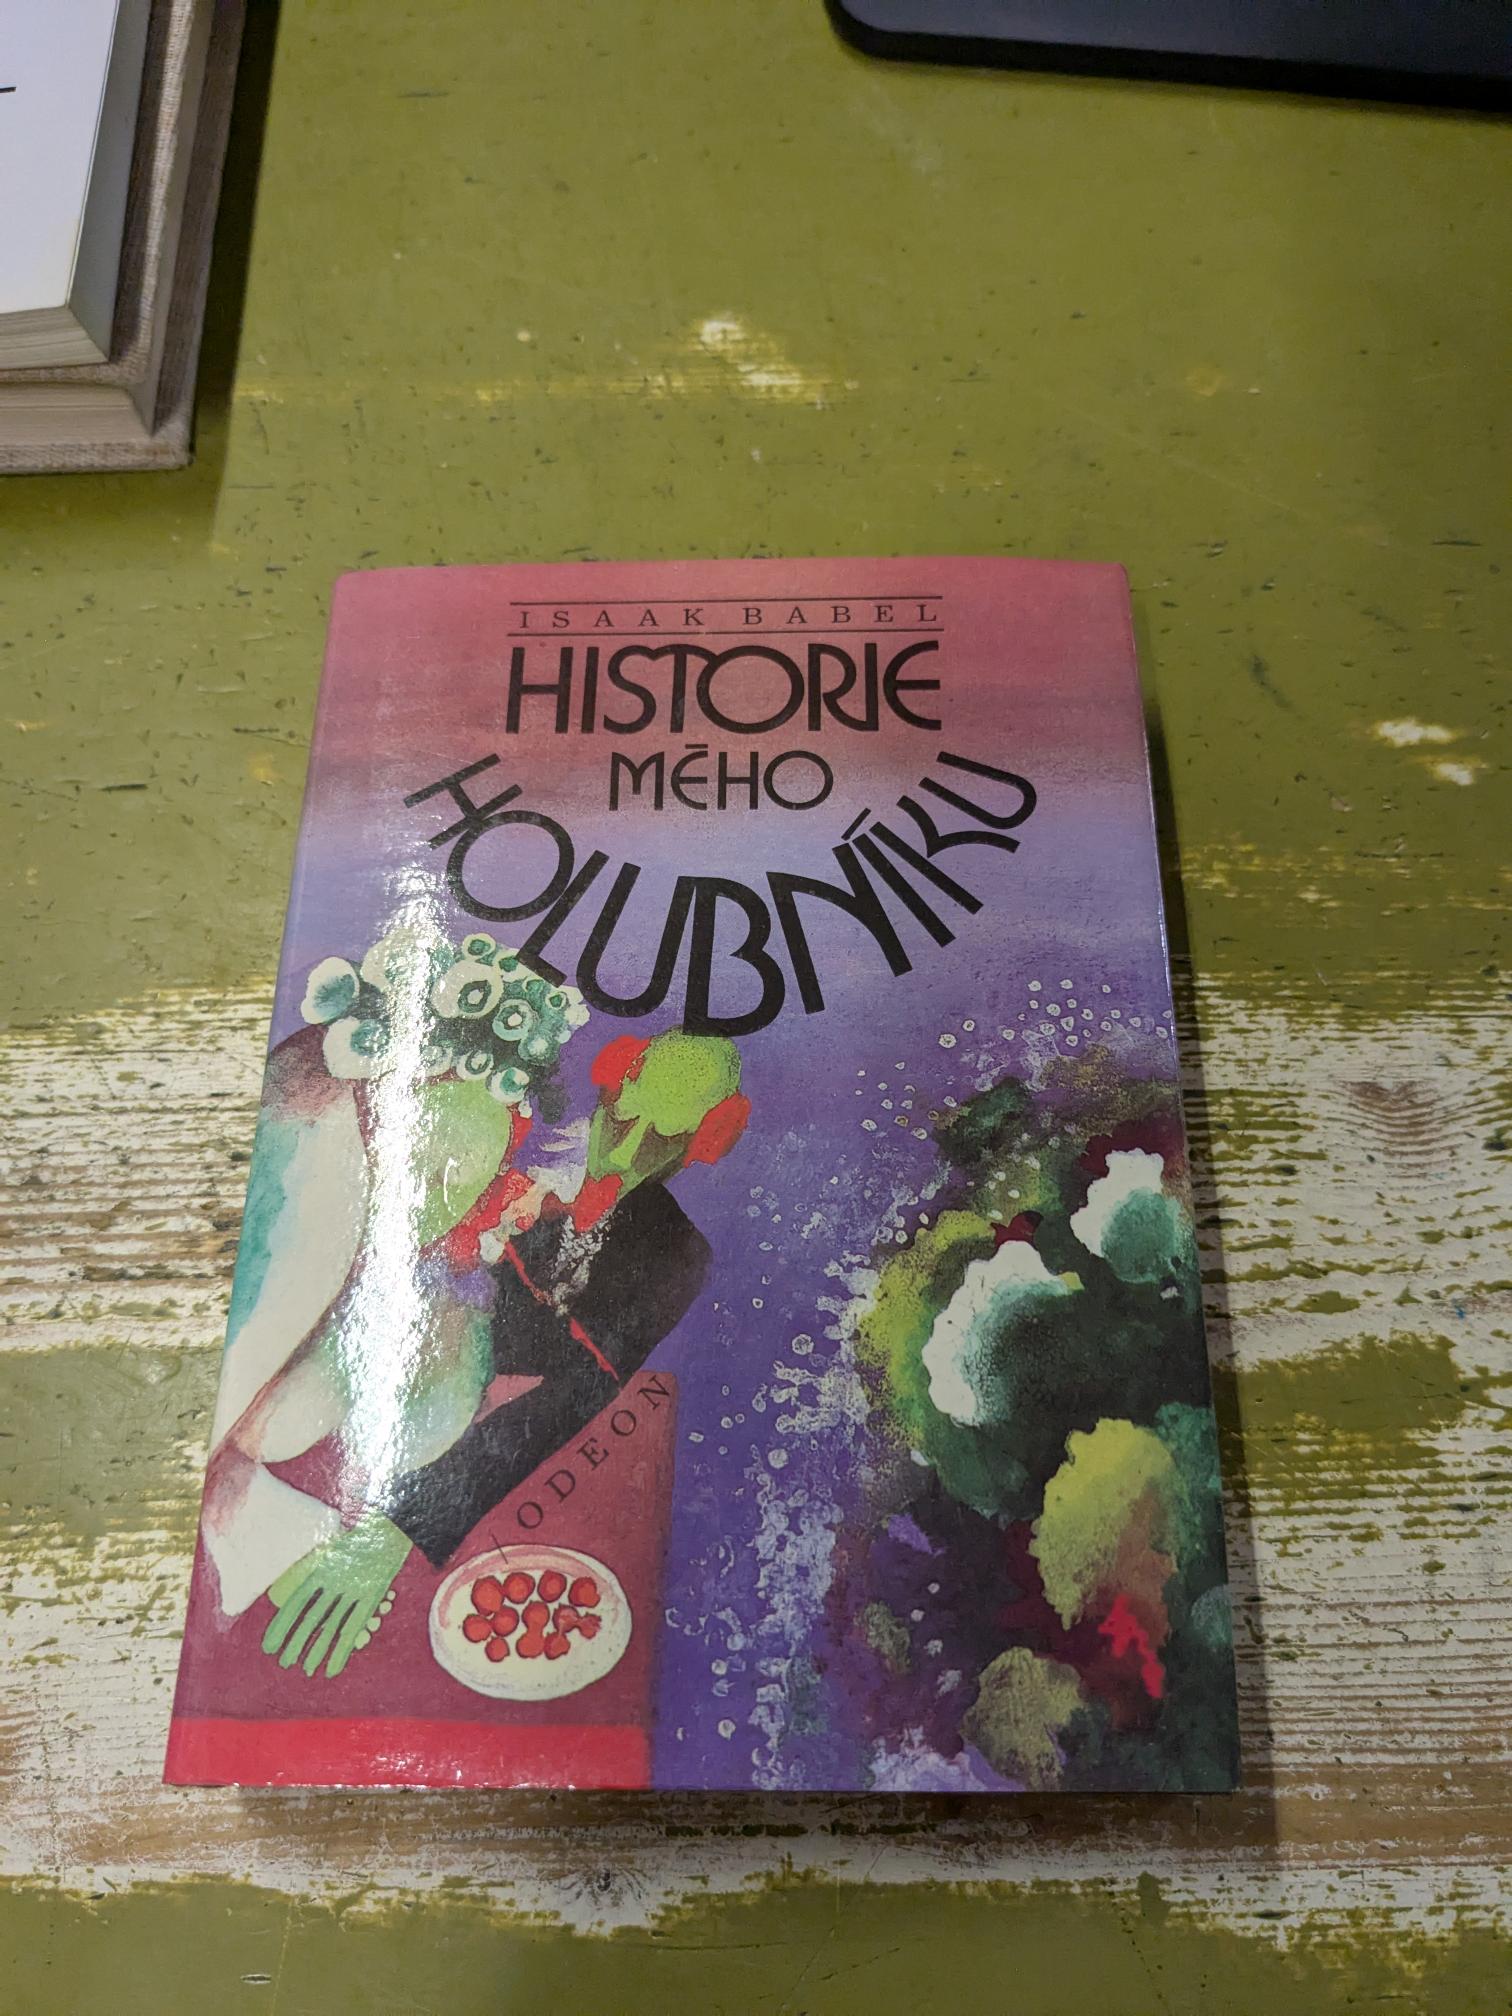 ISAAK BABEL
HISTORIE
MÉHO
HOLUBNÍKU
ODEON